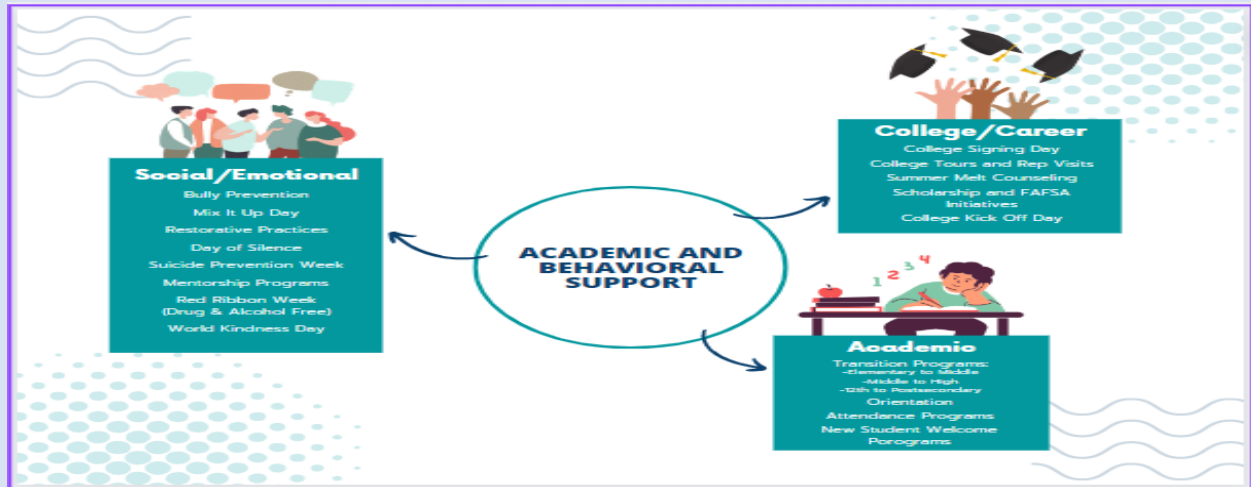 Social/Emotional
Bully Prevention
Mix It Up Day
Restorative Practices
Day of Silence
Suicide Prevention Week
Mentorship Programs
Red Ribbon Week
(Drug & Alcohol Free)
World Kindness Day
ACADEMIC AND
BEHAVIORAL
SUPPORT
College/Career
College Signing Day
College Tours and Rep Visits
Summer Melt Counseling
Scholarship and FAFSA
Initiatives
College Kick Off Day
1 2 3 4
Academic
Transition Programs:
-Elementary to Middle
-Middle to High
-12th to Postsecondary
Orientation
Attendance Programs
New Student Welcome
Porograms